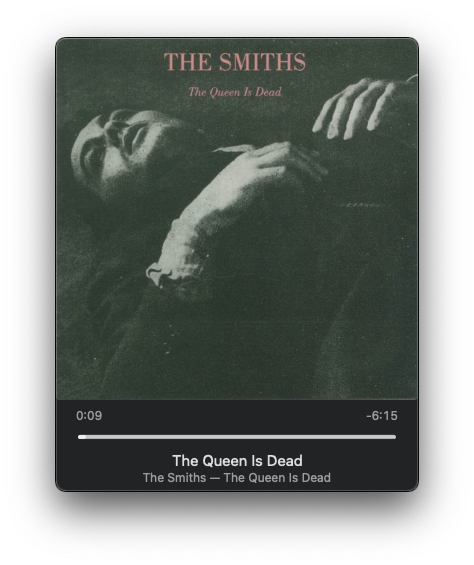 THE SMITHS
The Queen Is Dead
0:09 -6:15
The Queen Is Dead
The Smiths — The Queen Is Dead